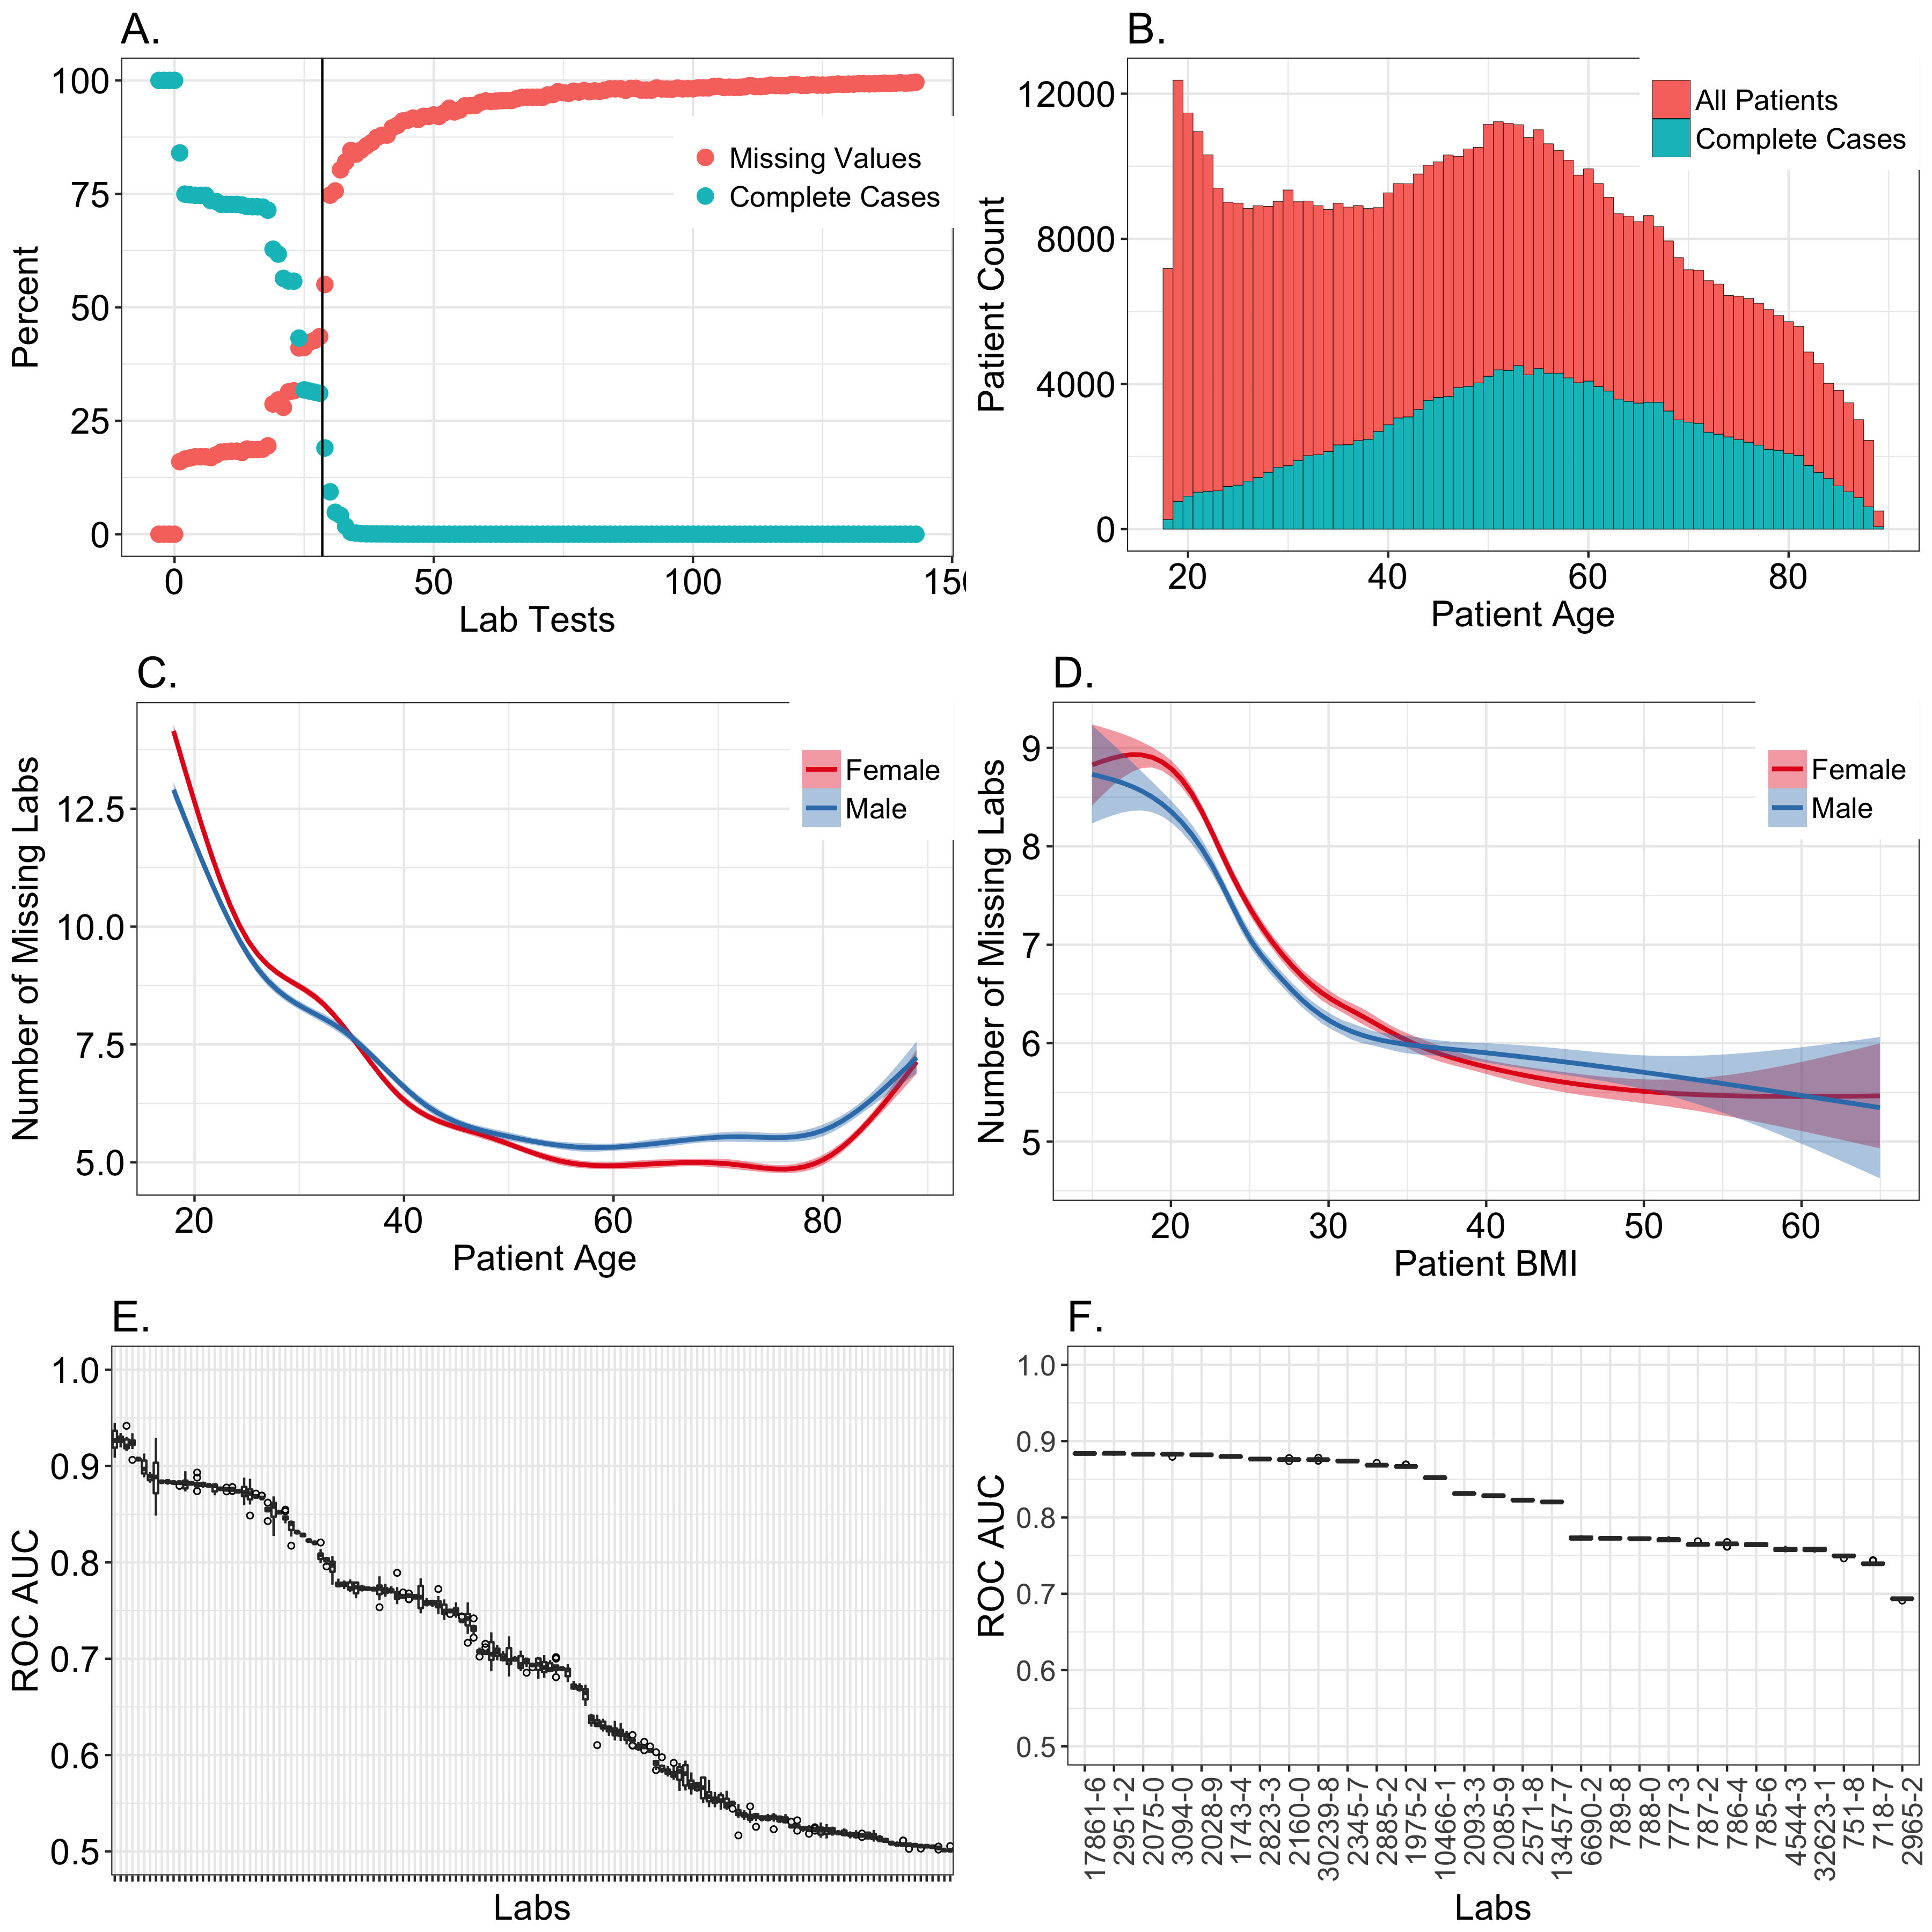 A.
100
75
50
25
0
Percent
0 50 100 150
Lab Tests
Missing Values
Complete Cases
B.
12000
8000
4000
0
Patient Count
20 40 60 80
Patient Age
All Patients
Complete Cases
C.
12.5
10.0
7.5
5.0
Number of Missing Labs
20 40 60 80
Patient Age
Female
Male
D.
9
8
7
6
5
Number of Missing Labs
20 30 40 50 60
Patient BMI
Female
Male
E.
1.0
0.9
0.8
0.7
0.6
0.5
ROC AUC
Labs
F.
1.0
0.9
0.8
0.7
0.6
0.5
ROC AUC
17861-6
2951-2
2075-0
3094-0
2028-9
1743-4
2823-3
2160-0
30239-8
2345-7
2885-2
1975-2
10466-1
2093-3
2085-9
2571-8
13457-7
6690-2
789-8
788-0
777-3
787-2
786-4
785-6
4544-3
32623-1
751-8
718-7
2965-2
Labs